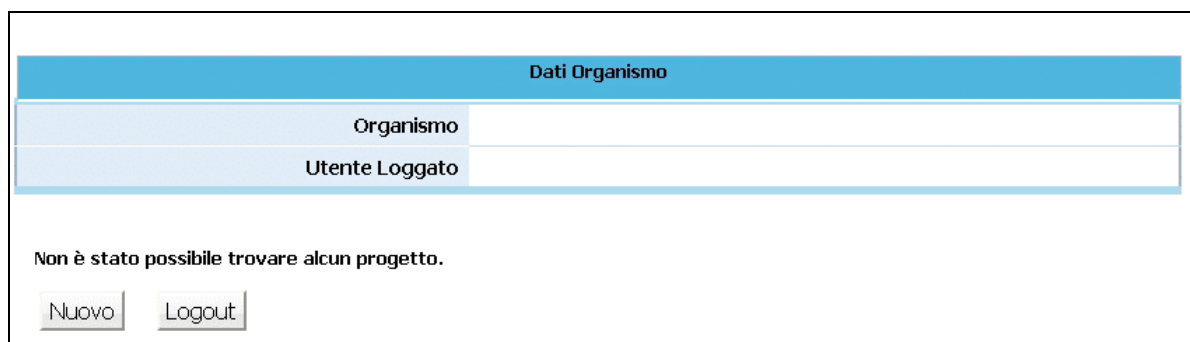 Dati Organismo
Organismo
Utente Loggato
Non è stato possibile trovare alcun progetto.
Nuovo Logout